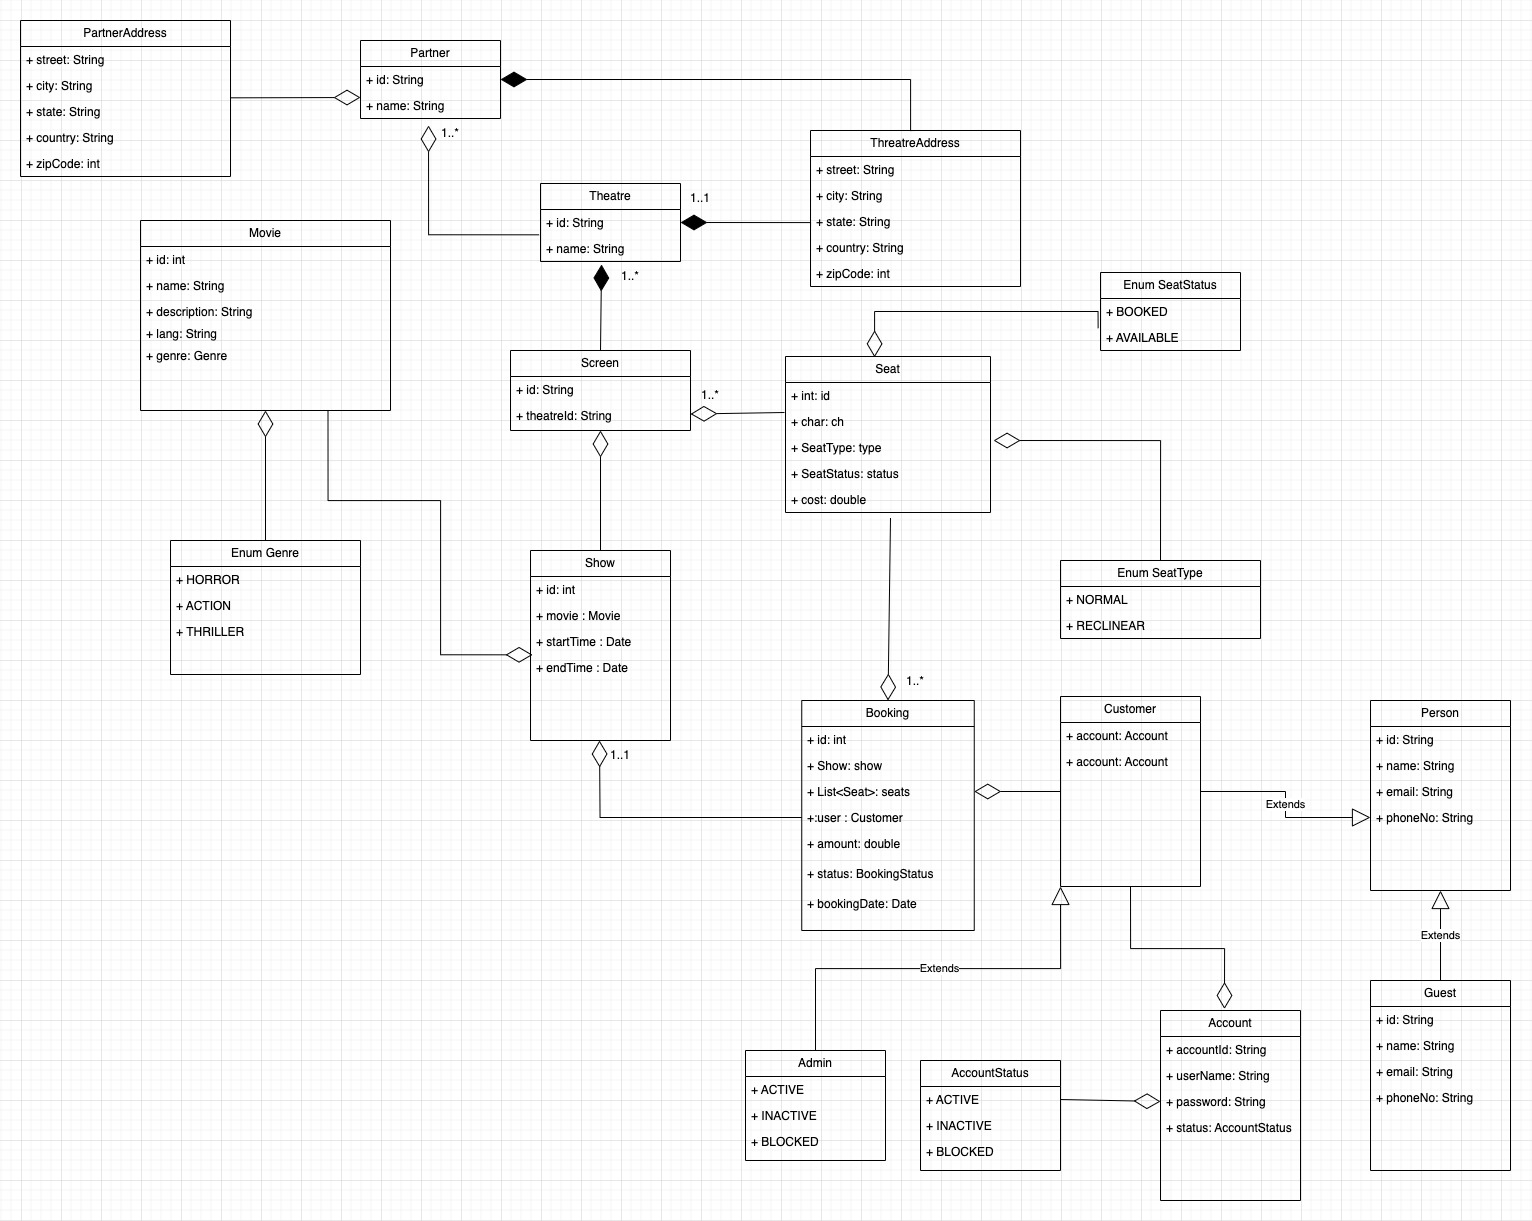 PartnerAddress
+ street: String
+ city: String
+ state: String
+ country: String
+ zipCode: int
Partner
+ id: String
+ name: String
1..*
ThreatreAddress
+ street: String
+ city: String
+ state: String
+ country: String
+ zipCode: int
Theatre
+ id: String
+ name: String
1..1
1..*
Movie
+ id: int
+ name: String
+ description: String
+ lang: String
+ genre: Genre
Enum SeatStatus
+ BOOKED
+ AVAILABLE
Screen
+ id: String
+ theatreId: String
1..*
Seat
+ int: id
+ char: ch
+ SeatType: type
+ SeatStatus: status
+ cost: double
Enum Genre
+ HORROR
+ ACTION
+ THRILLER
Show
+ id: int
+ movie : Movie
+ startTime : Date
+ endTime : Date
1..1
Enum SeatType
+ NORMAL
+ RECLINEAR
1..*
Booking
+ id: int
+ Show: show
+ List<Seat>: seats
+:user : Customer
+ amount: double
+ status: BookingStatus
+ bookingDate: Date
Customer
+ account: Account
+ account: Account
Extends
Person
+ id: String
+ name: String
+ email: String
+ phoneNo: String
Extends
Extends
Guest
+ id: String
+ name: String
+ email: String
+ phoneNo: String
Admin
+ ACTIVE
+ INACTIVE
+ BLOCKED
AccountStatus
+ ACTIVE
+ INACTIVE
+ BLOCKED
Account
+ accountId: String
+ userName: String
+ password: String
+ status: AccountStatus